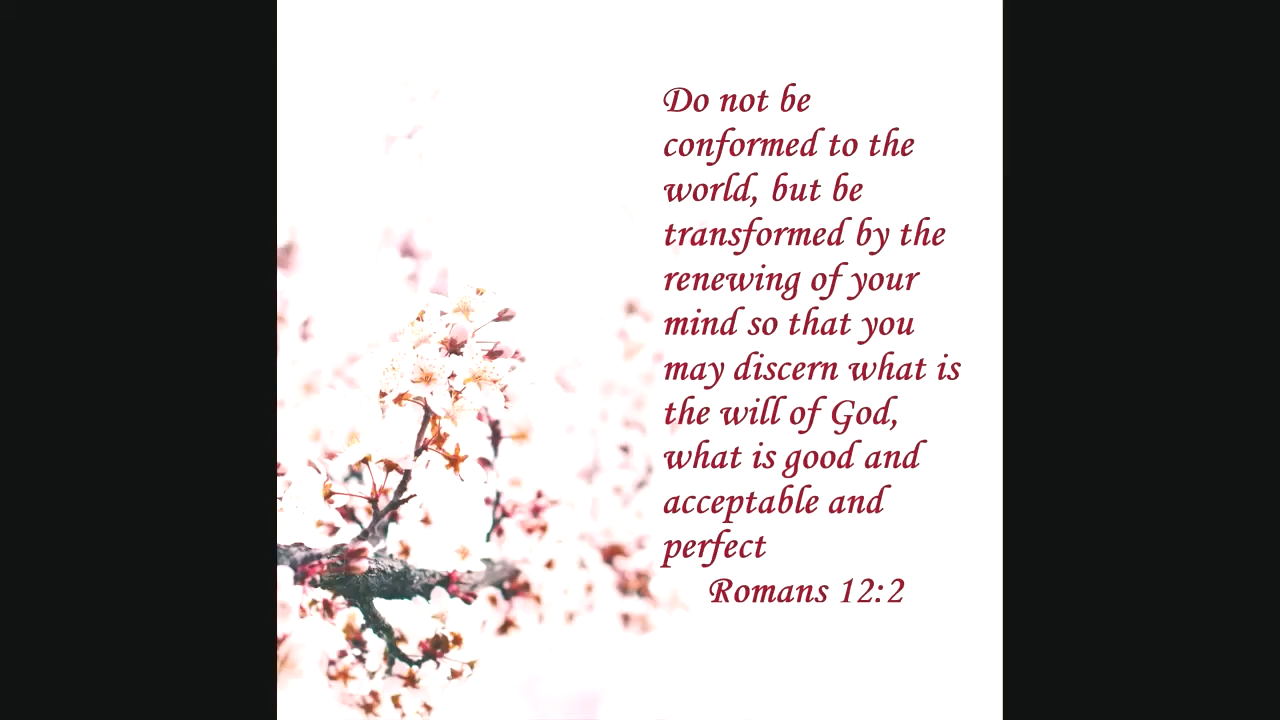 Do not be
conformed to the
world, but be
transformed by the
renewing of your
mind so that you
may discern what is
the will of God,
what is good and
acceptable and
perfect
Romans 12:2